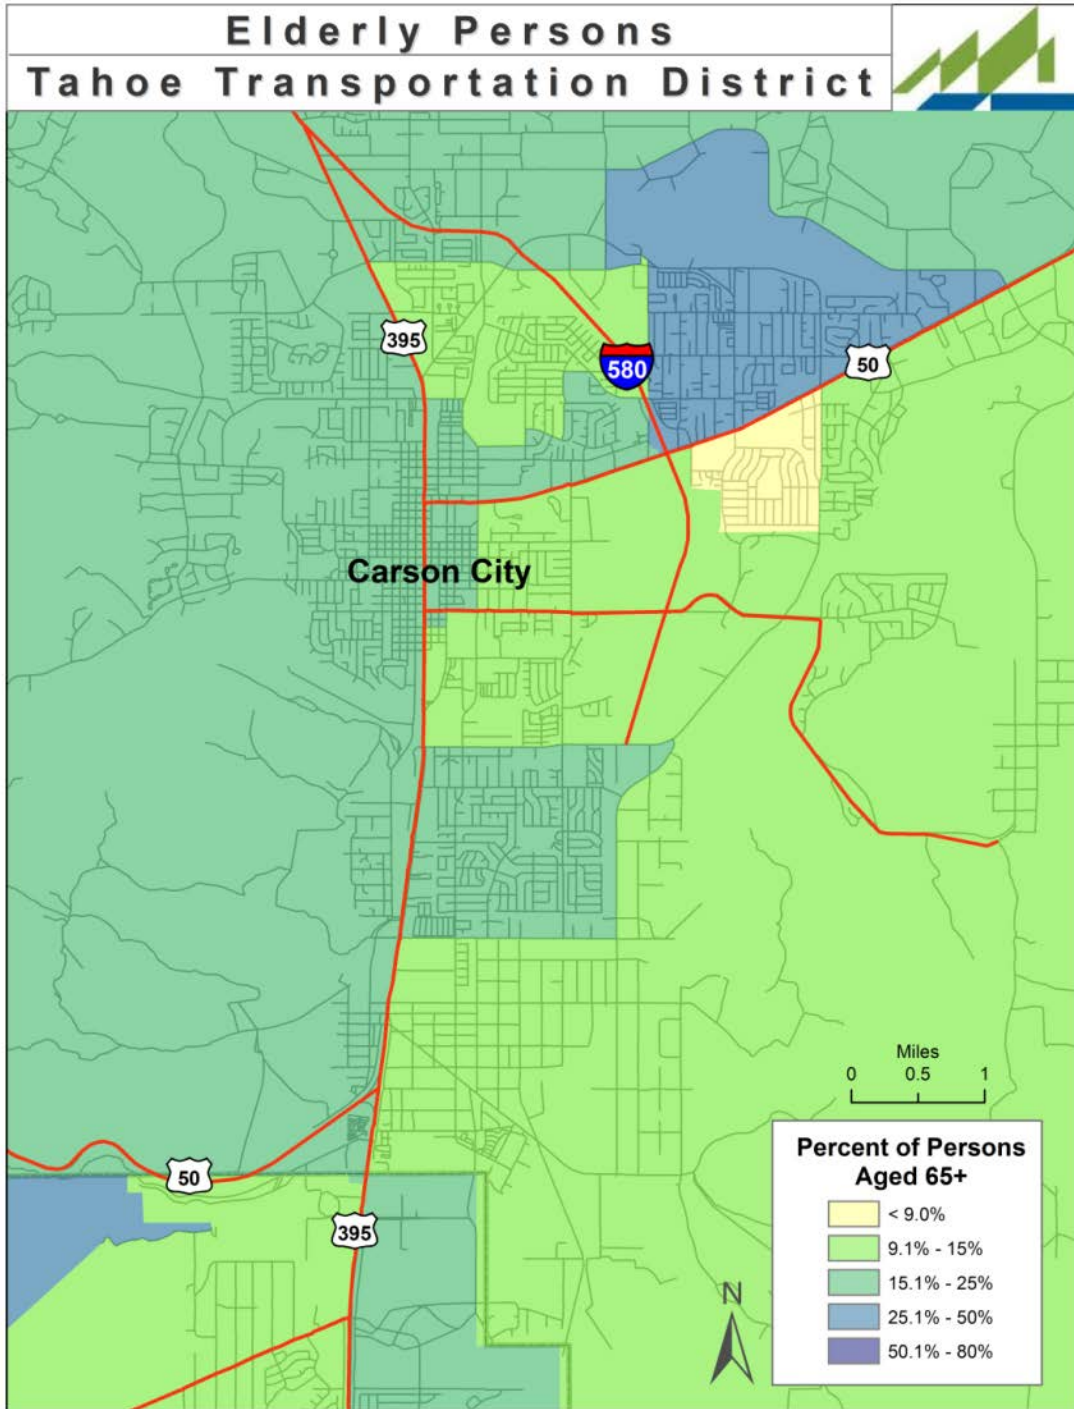 Elderly Persons
Tahoe Transportation District
395
580
50
Carson City
Miles
0 0.5 1
50
395
Percent of Persons
Aged 65+
< 9.0%
9.1% - 15%
15.1% - 25%
25.1% - 50%
50.1% - 80%
N